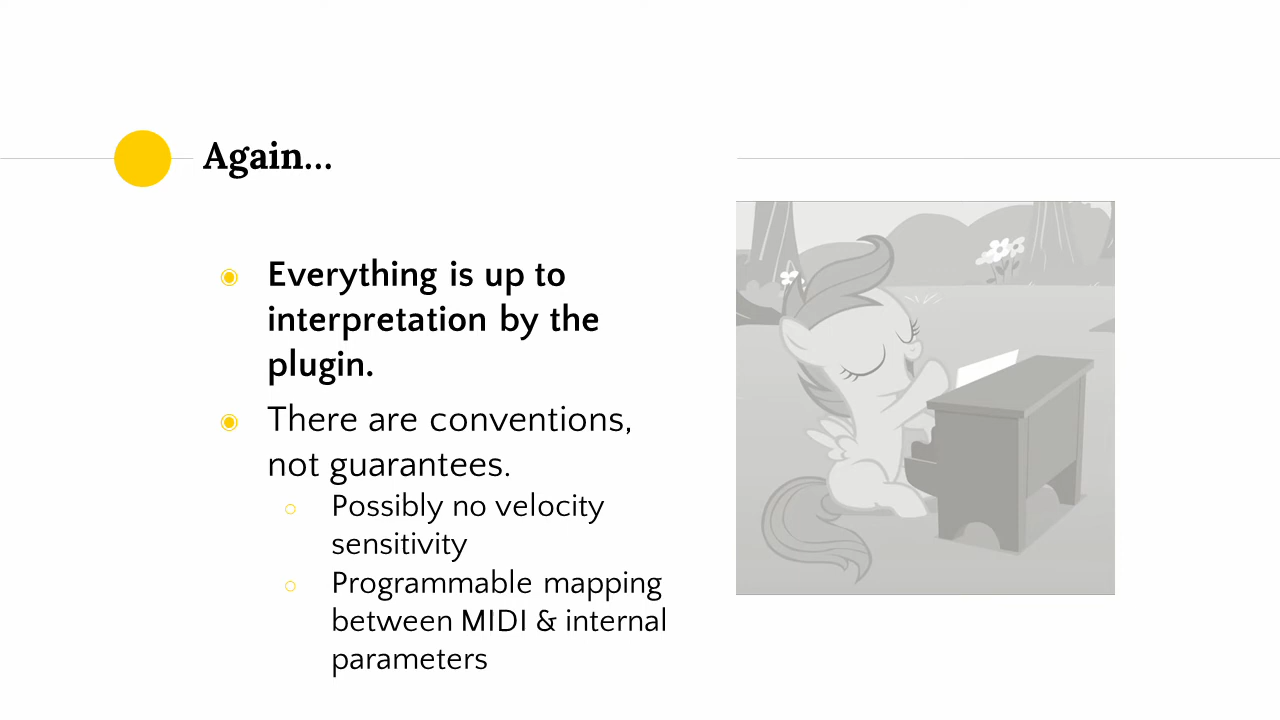 Again...
Everything is up to
interpretation by the
plugin.
There are conventions,
not guarantees.
Possibly no velocity
sensitivity
Programmable mapping
between MIDI & internal
parameters